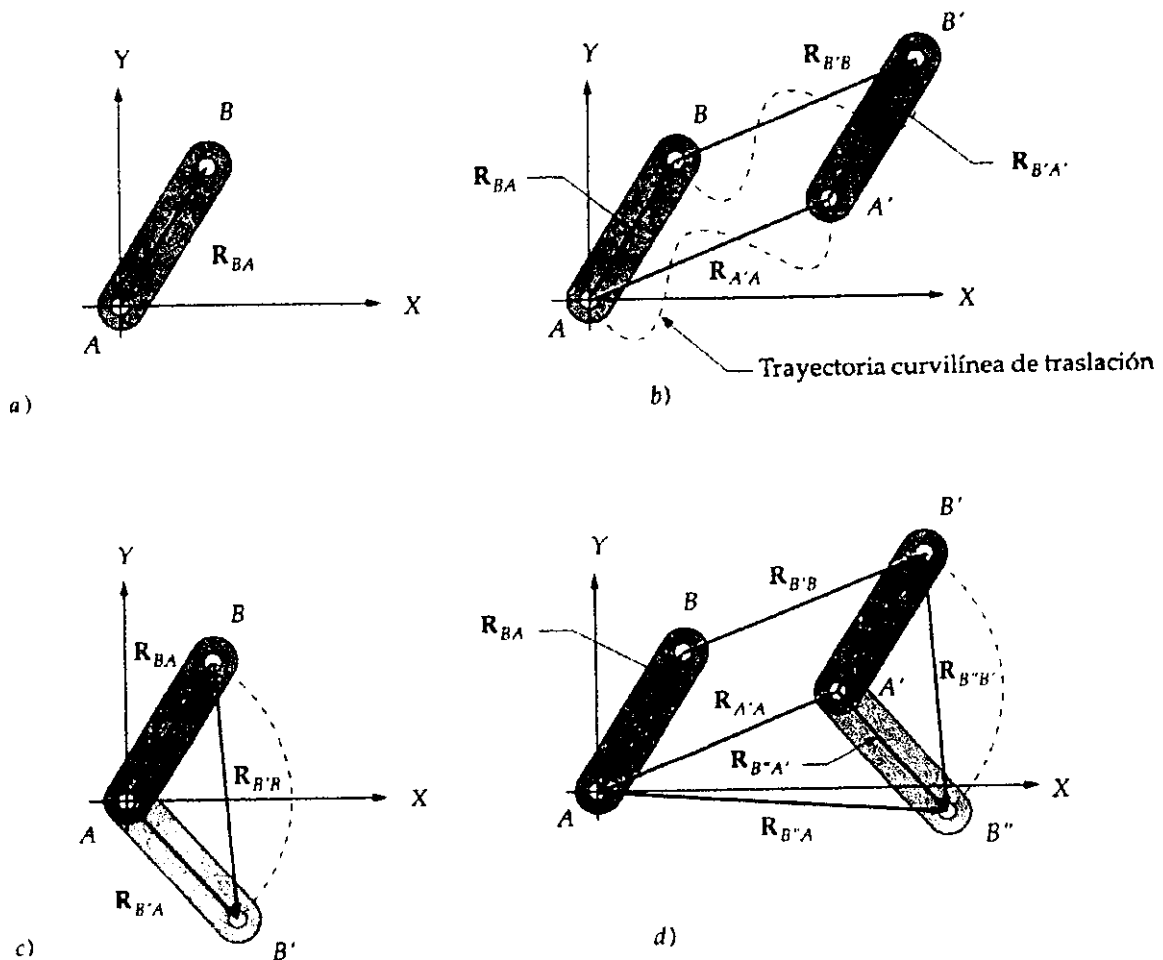 Y
B
R_BA
X
A
a)
B'
Y
R_B'B
B
R_BA
R_B'A'
A'
R_A'A
X
A
Trayectoria curvilínea de traslación
b)
Y
B
R_BA
R_B'B
X
A
R_B'A
B'
c)
B'
Y
R_B'B
B
R_BA
A'
R_B"B'
R_A'A
R_B"A'
X
A
R_B"A
B"
d)